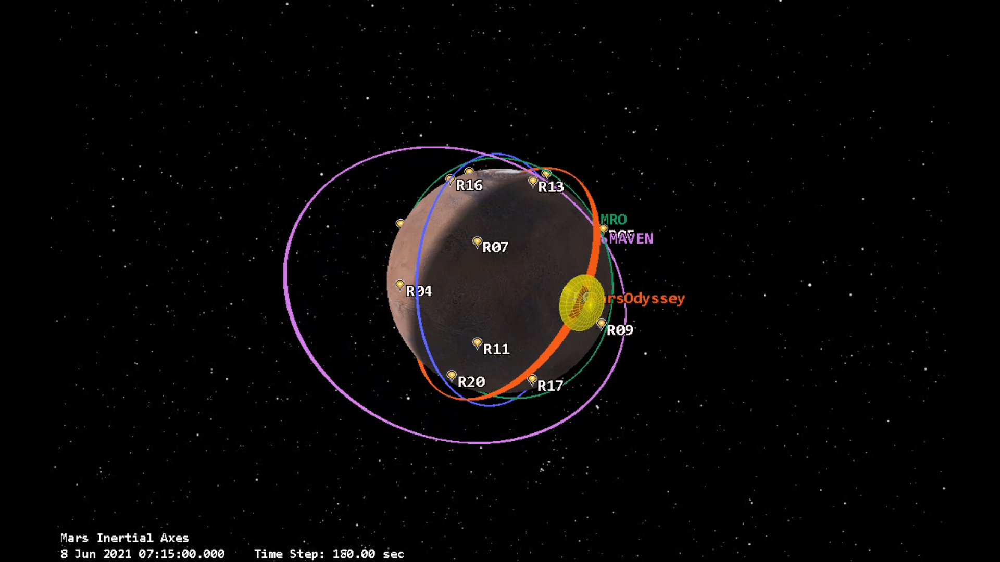 R16
R13
MRO
MAVEN
R07
R04
rsOdyssey
R09
R11
R20
R17
Mars Inertial Axes
8 Jun 2021 07:15:00.000 Time Step: 180.00 sec